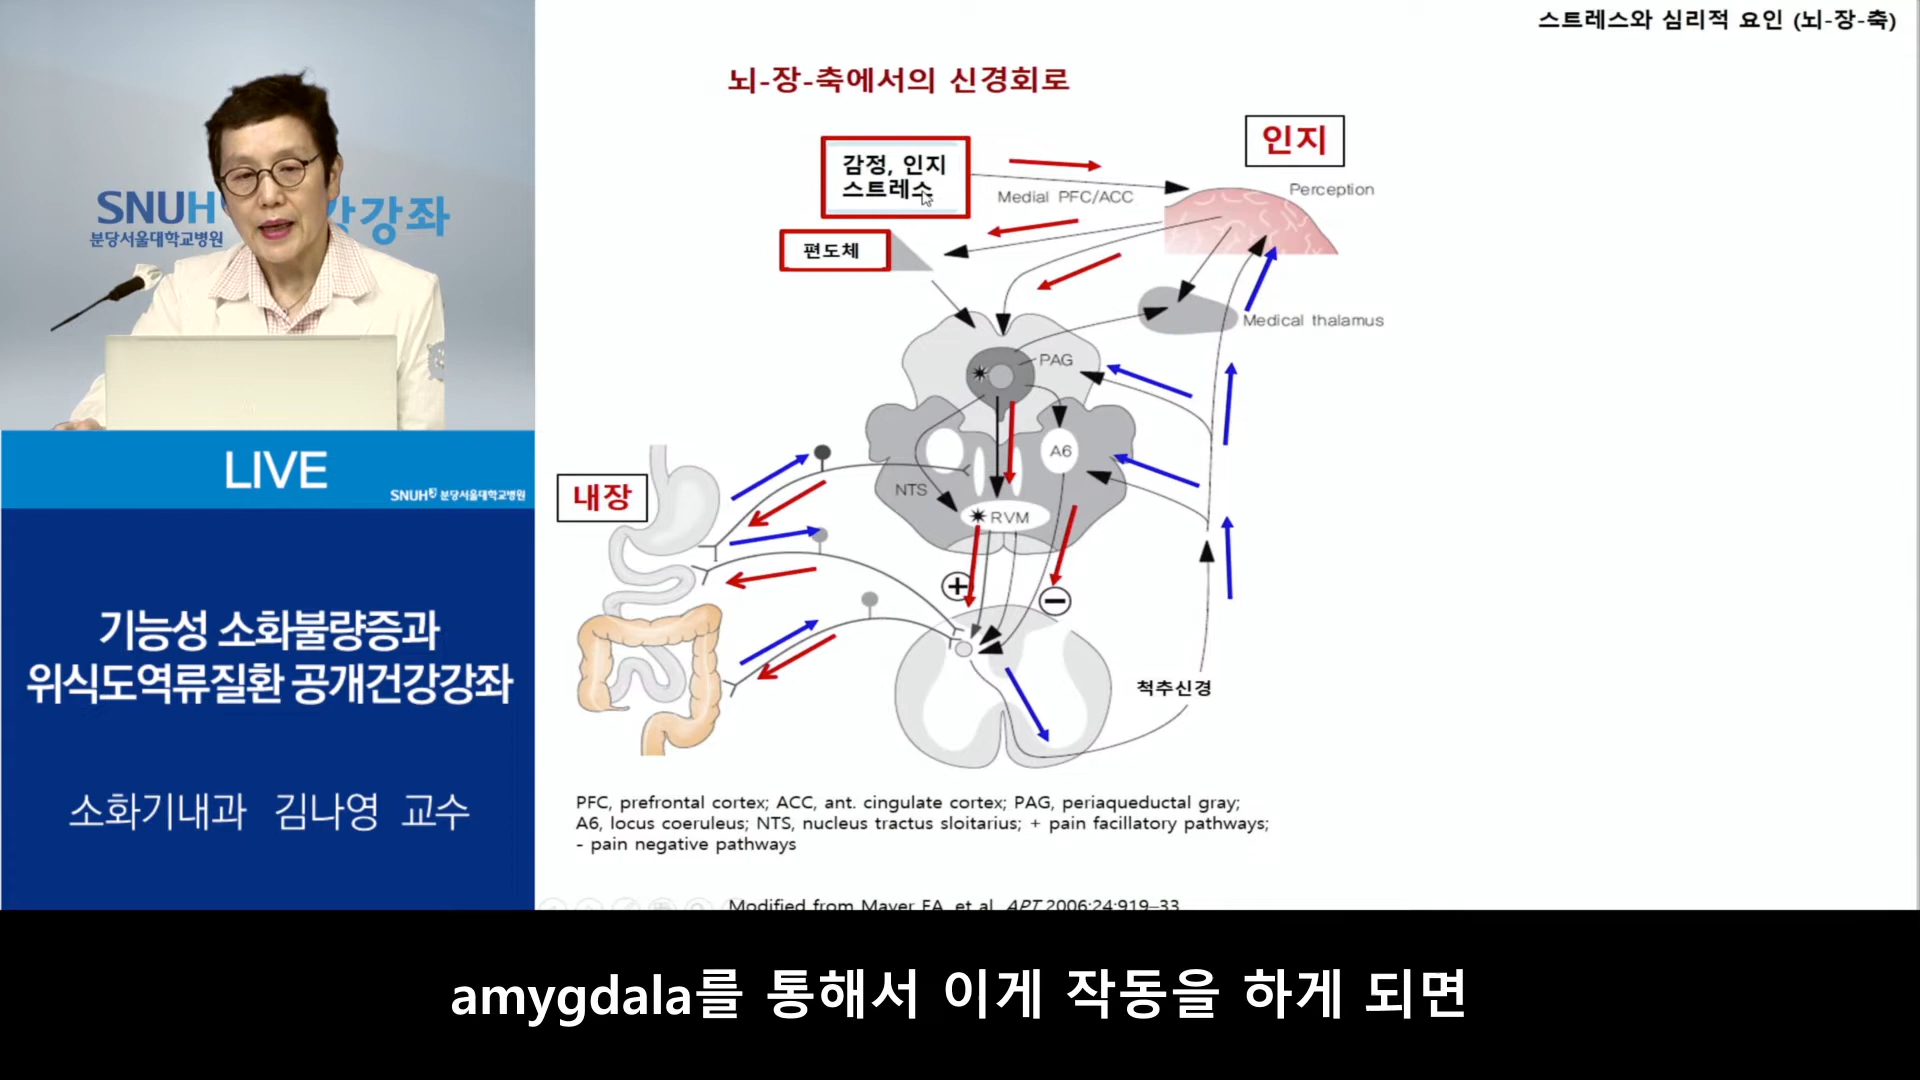 스트레스와 심리적 요인 (뇌-장-축)
뇌-장-축에서의 신경회로
감정, 인지
스트레스
인지
Medial PFC/ACC
Perception
편도체
Medical thalamus
PAG
A6
NTS
RVM
내장
+
−
척추신경
PFC, prefrontal cortex; ACC, ant. cingulate cortex; PAG, periaqueductal gray;
A6, locus coeruleus; NTS, nucleus tractus sloitarius; + pain facillatory pathways;
- pain negative pathways
Modified from Mayer EA, et al. APT 2006;24:919–33
SNUH
분당서울대학교병원
강강좌
LIVE
SNUH 분당서울대학교병원
기능성 소화불량증과
위식도역류질환 공개건강강좌
소화기내과 김나영 교수
amygdala를 통해서 이게 작동을 하게 되면